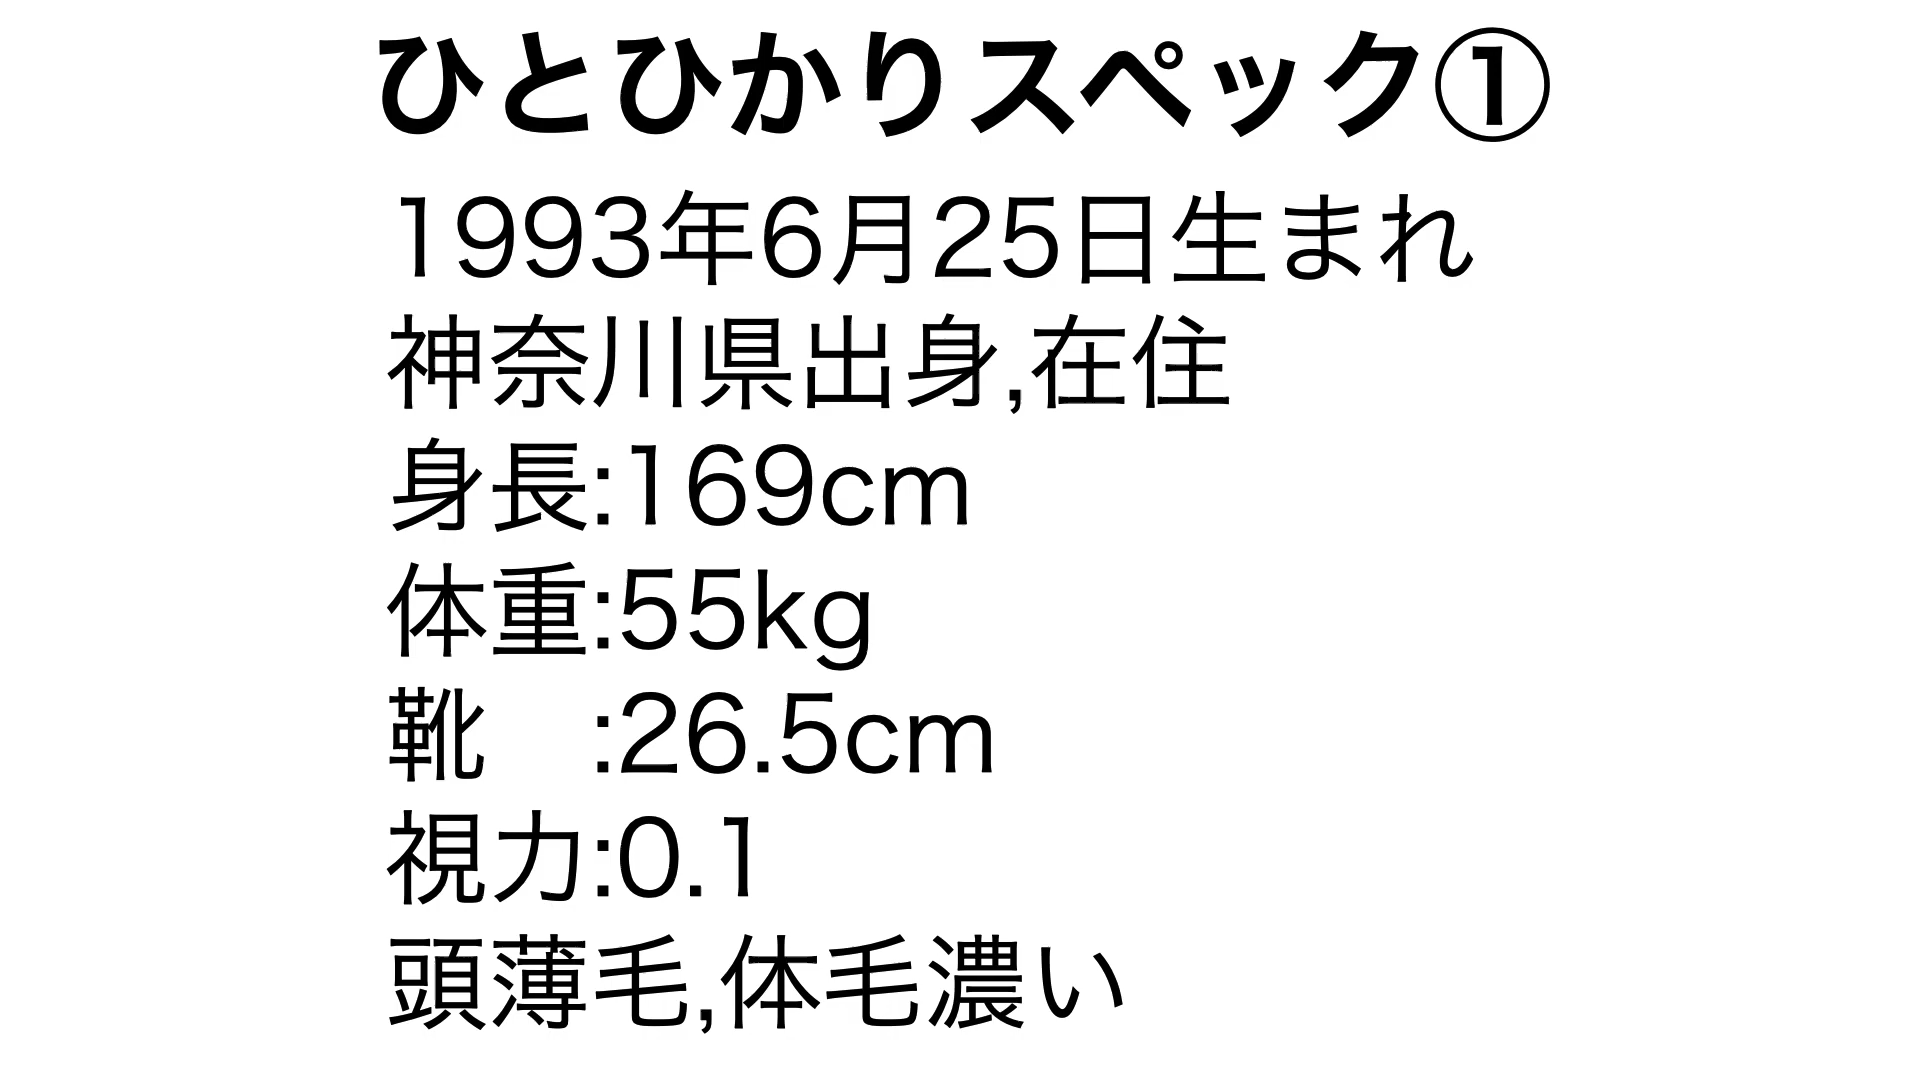 ひとひかりスペック①
1993年6月25日生まれ
神奈川県出身,在住
身長:169cm
体重:55kg
靴　:26.5cm
視力:0.1
頭薄毛,体毛濃い